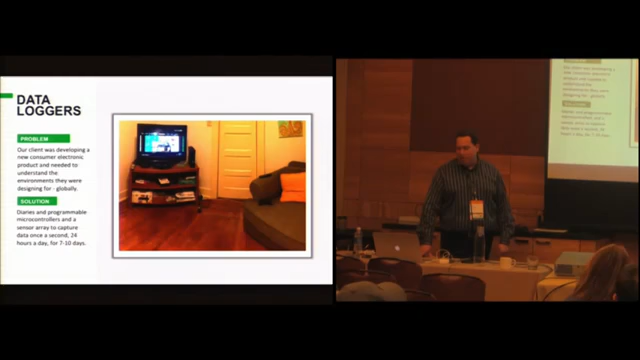 DATA
LOGGERS
PROBLEM
Our client was developing a
new consumer electronic
product and needed to
understand the
environments they were
designing for - globally.
SOLUTION
Diaries and programmable
microcontrollers and a
sensor array to capture
data once a second, 24
hours a day, for 7-10 days.